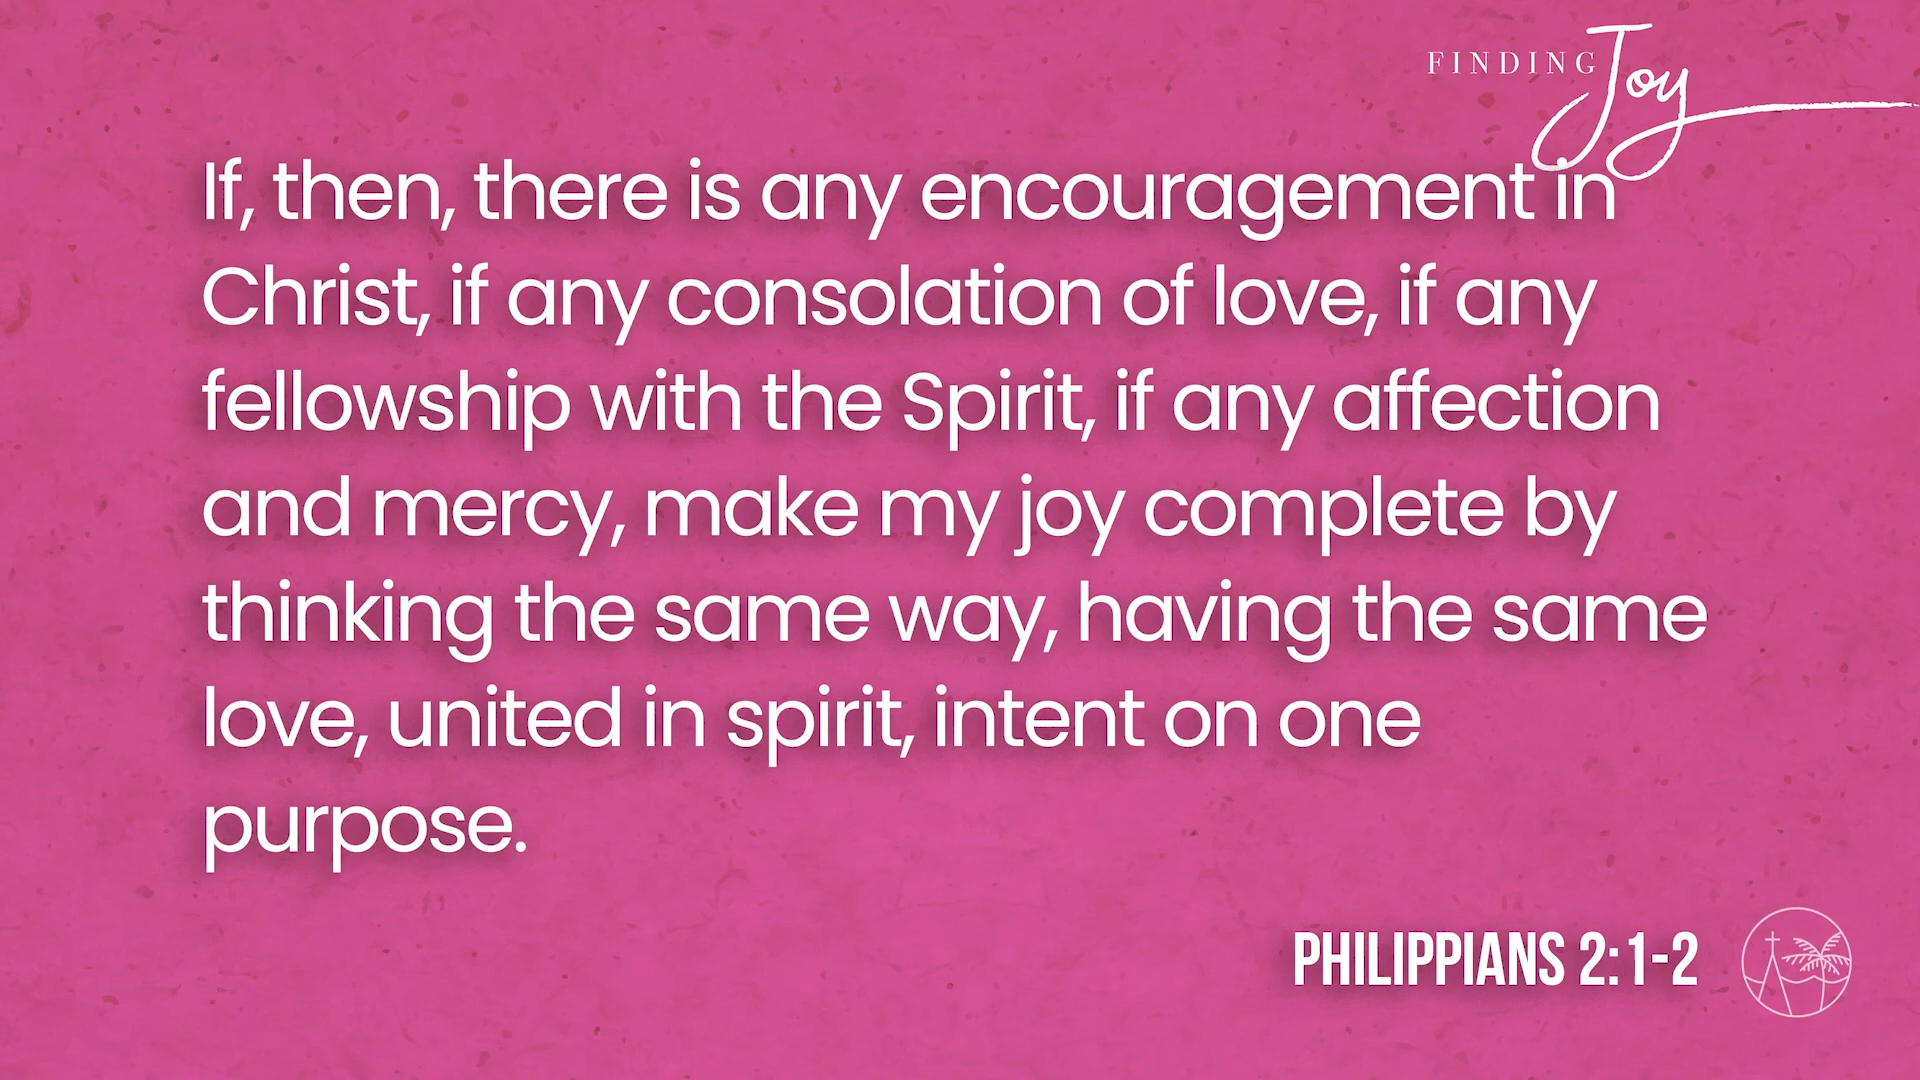 FINDING Joy
If, then, there is any encouragement in
Christ, if any consolation of love, if any
fellowship with the Spirit, if any affection
and mercy, make my joy complete by
thinking the same way, having the same
love, united in spirit, intent on one
purpose.
PHILIPPIANS 2:1-2